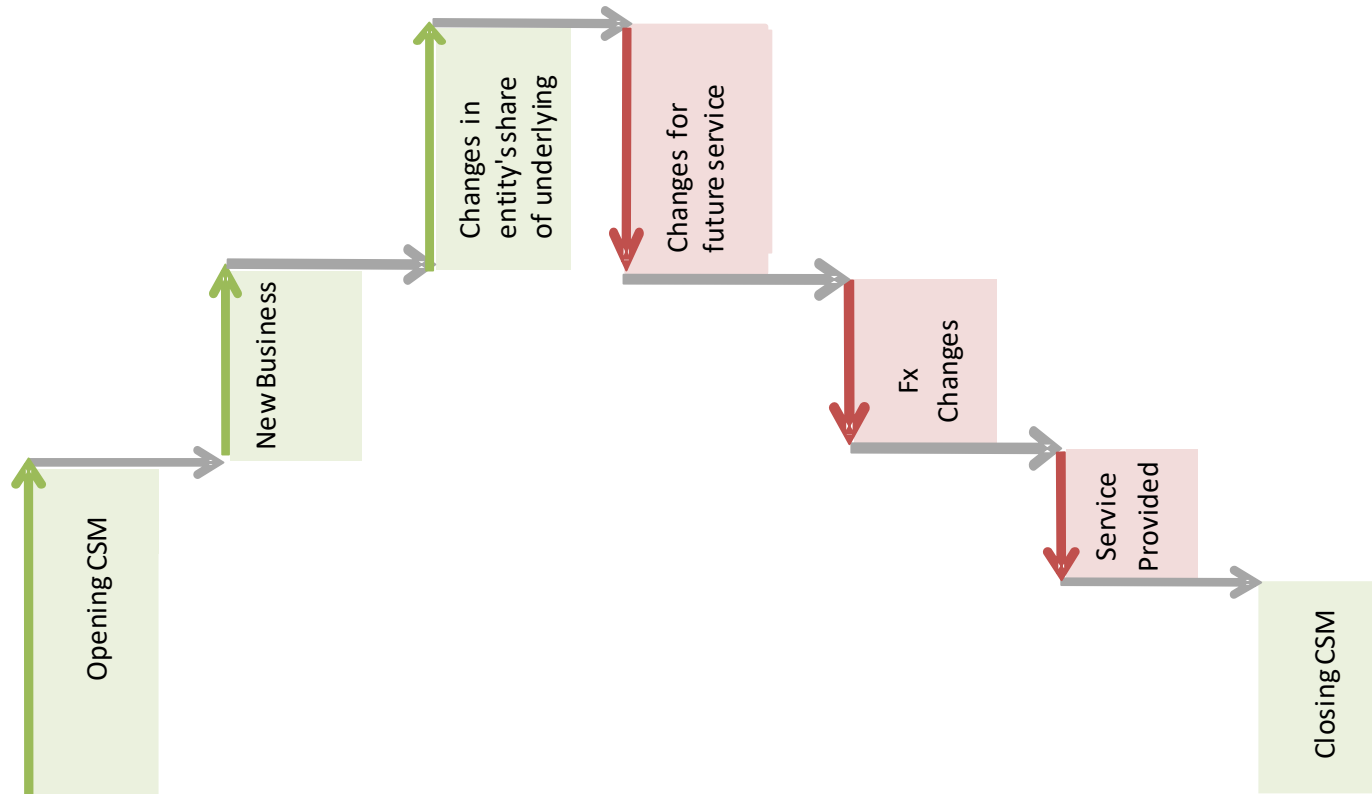 Opening CSM
New Business
Changes in
entity's share
of underlying
Changes for
future service
Fx
Changes
Service
Provided
Closing CSM